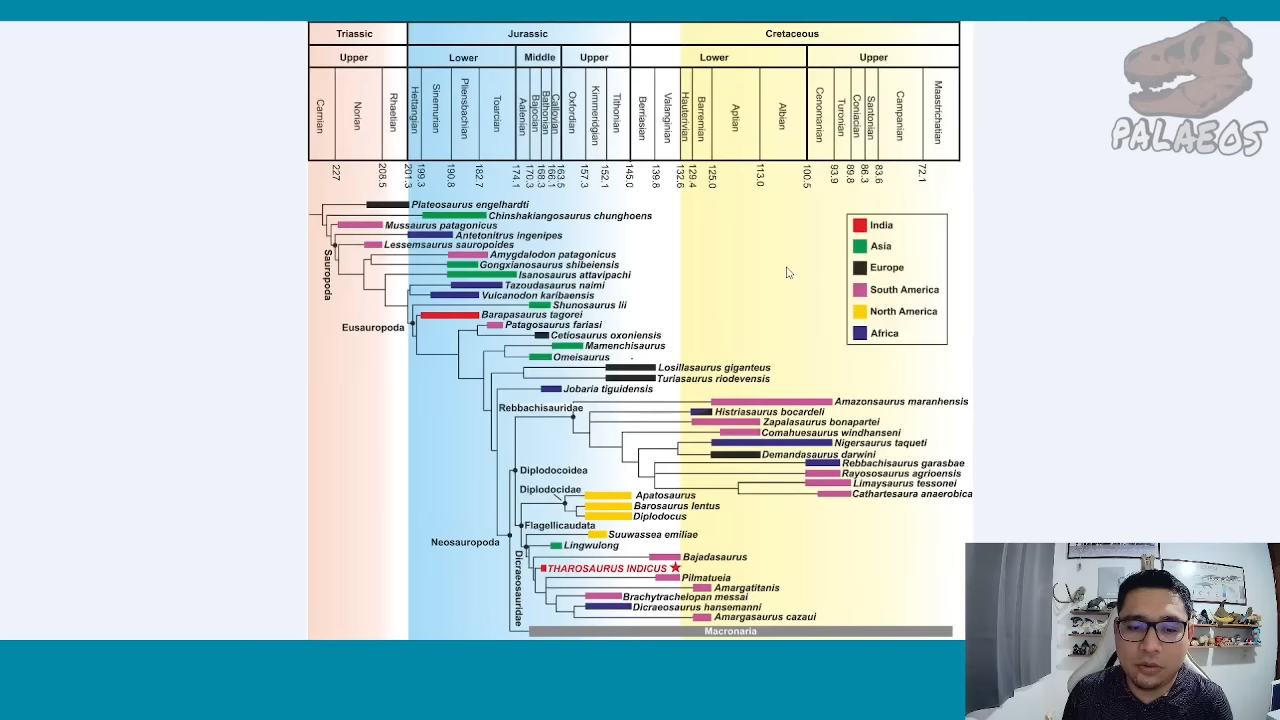 Triassic Jurassic Cretaceous
Upper Lower Middle Upper Lower Upper
Carnian
Norian
Rhaetian
Hettangian
Sinemurian
Pliensbachian
Toarcian
Aalenian
Bajocian
Bathonian
Callovian
Oxfordian
Kimmeridgian
Tithonian
Berriasian
Valanginian
Hauterivian
Barremian
Aptian
Albian
Cenomanian
Turonian
Coniacian
Santonian
Campanian
Maastrichatian
PALAEOS
227 208.5 201.3 199.3 190.8 182.7 174.1 170.3 168.3 166.1 163.5 157.3 152.1 145.0 139.8 132.6 129.4 125.0 113.0 100.5 93.9 89.8 86.3 83.6 72.1
Plateosaurus engelhardti
Chinshakiangosaurus chunghoens
Mussaurus patagonicus
Antetonitrus ingenipes
Lessemsaurus sauropoides
Amygdalodon patagonicus
Gongxianosaurus shibeiensis
Isanosaurus attavipachi
Tazoudasaurus naimi
Vulcanodon karibaensis
Shunosaurus lii
Barapasaurus tagorei
Patagosaurus fariasi
Cetiosaurus oxoniensis
Mamenchisaurus
Omeisaurus
Losillasaurus giganteus
Turiasaurus riodevensis
Jobaria tiguidensis
Amazonsaurus maranhensis
Histriasaurus bocardeli
Zapalasaurus bonapartei
Comahuesaurus windhanseni
Nigersaurus taqueti
Demandasaurus darwini
Rebbachisaurus garasbae
Rayososaurus agrioensis
Limaysaurus tessonei
Cathartesaura anaerobica
Apatosaurus
Barosaurus lentus
Diplodocus
Suuwassea emiliae
Lingwulong
Bajadasaurus
THAROSAURUS INDICUS
Pilmatueia
Amargatitanis
Brachytrachelopan messai
Dicraeosaurus hansemanni
Amargasaurus cazaui
Macronaria
Sauropoda
Eusauropoda
Rebbachisauridae
Diplodocoidea
Diplodocidae
Flagellicaudata
Neosauropoda
Dicraeosauridae
India
Asia
Europe
South America
North America
Africa